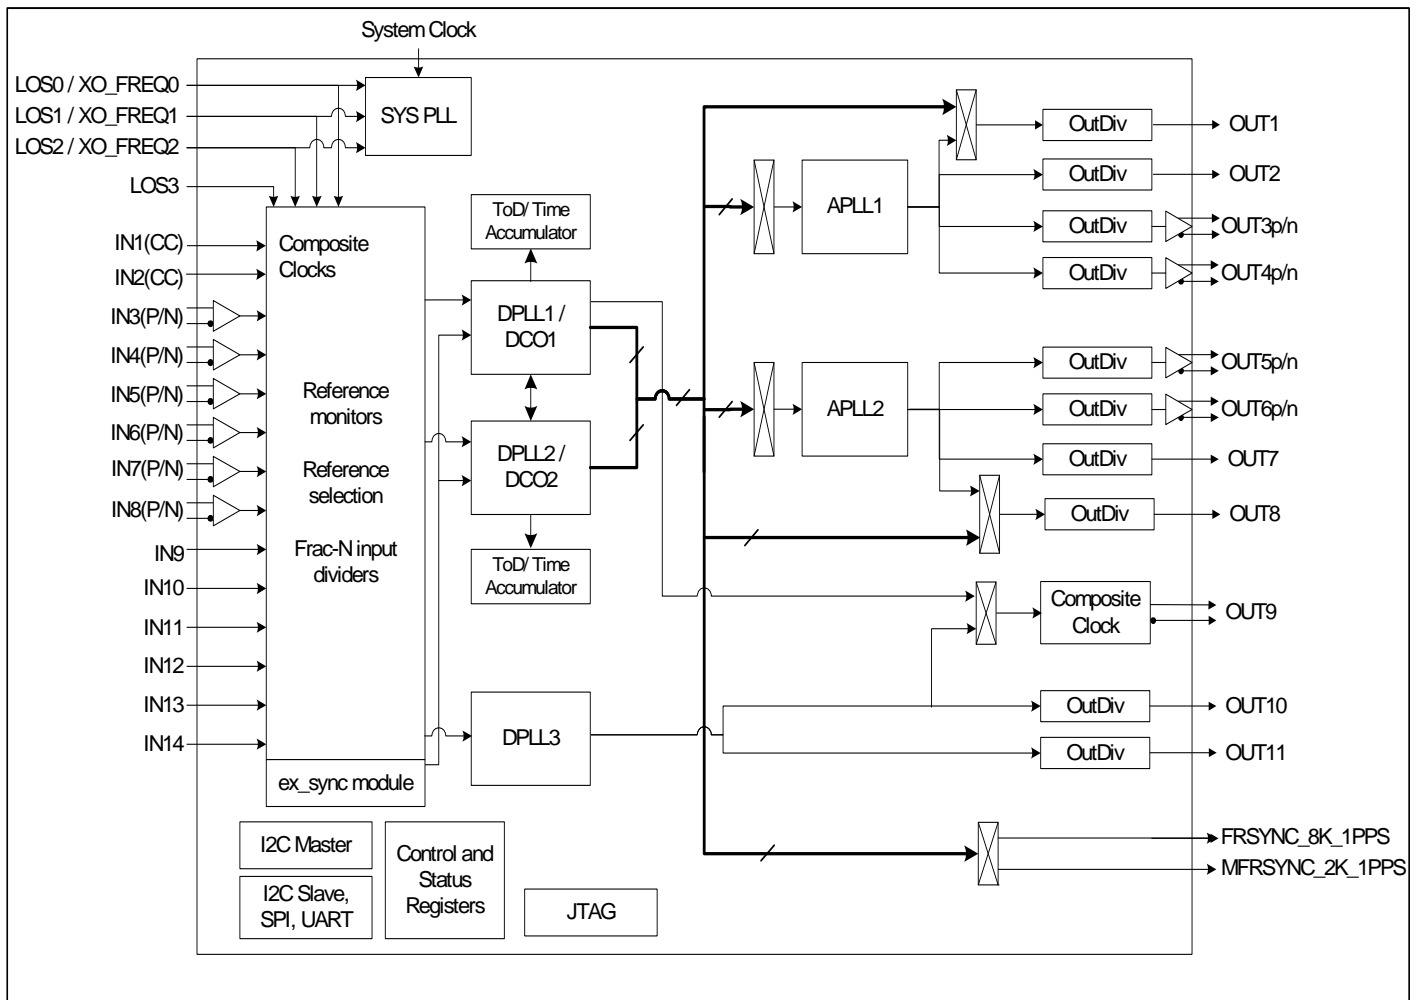 System Clock
LOS0 / XO_FREQ0
LOS1 / XO_FREQ1
LOS2 / XO_FREQ2
LOS3
SYS PLL
IN1(CC)
IN2(CC)
IN3(P/N)
IN4(P/N)
IN5(P/N)
IN6(P/N)
IN7(P/N)
IN8(P/N)
IN9
IN10
IN11
IN12
IN13
IN14
Composite
Clocks
Reference
monitors
Reference
selection
Frac-N input
dividers
ex_sync module
ToD/ Time
Accumulator
DPLL1 /
DCO1
DPLL2 /
DCO2
ToD/ Time
Accumulator
DPLL3
APLL1
APLL2
OutDiv
OutDiv
OutDiv
OutDiv
OutDiv
OutDiv
OutDiv
OutDiv
Composite
Clock
OutDiv
OutDiv
OUT1
OUT2
OUT3p/n
OUT4p/n
OUT5p/n
OUT6p/n
OUT7
OUT8
OUT9
OUT10
OUT11
FRSYNC_8K_1PPS
MFRSYNC_2K_1PPS
I2C Master
I2C Slave,
SPI, UART
Control and
Status
Registers
JTAG